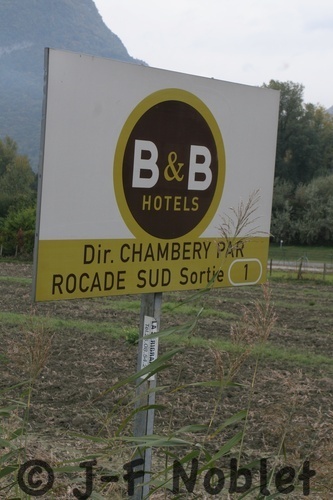 B&B
HOTELS
Dir. CHAMBERY PAR
ROCADE SUD Sortie 1
© J-F Noblet